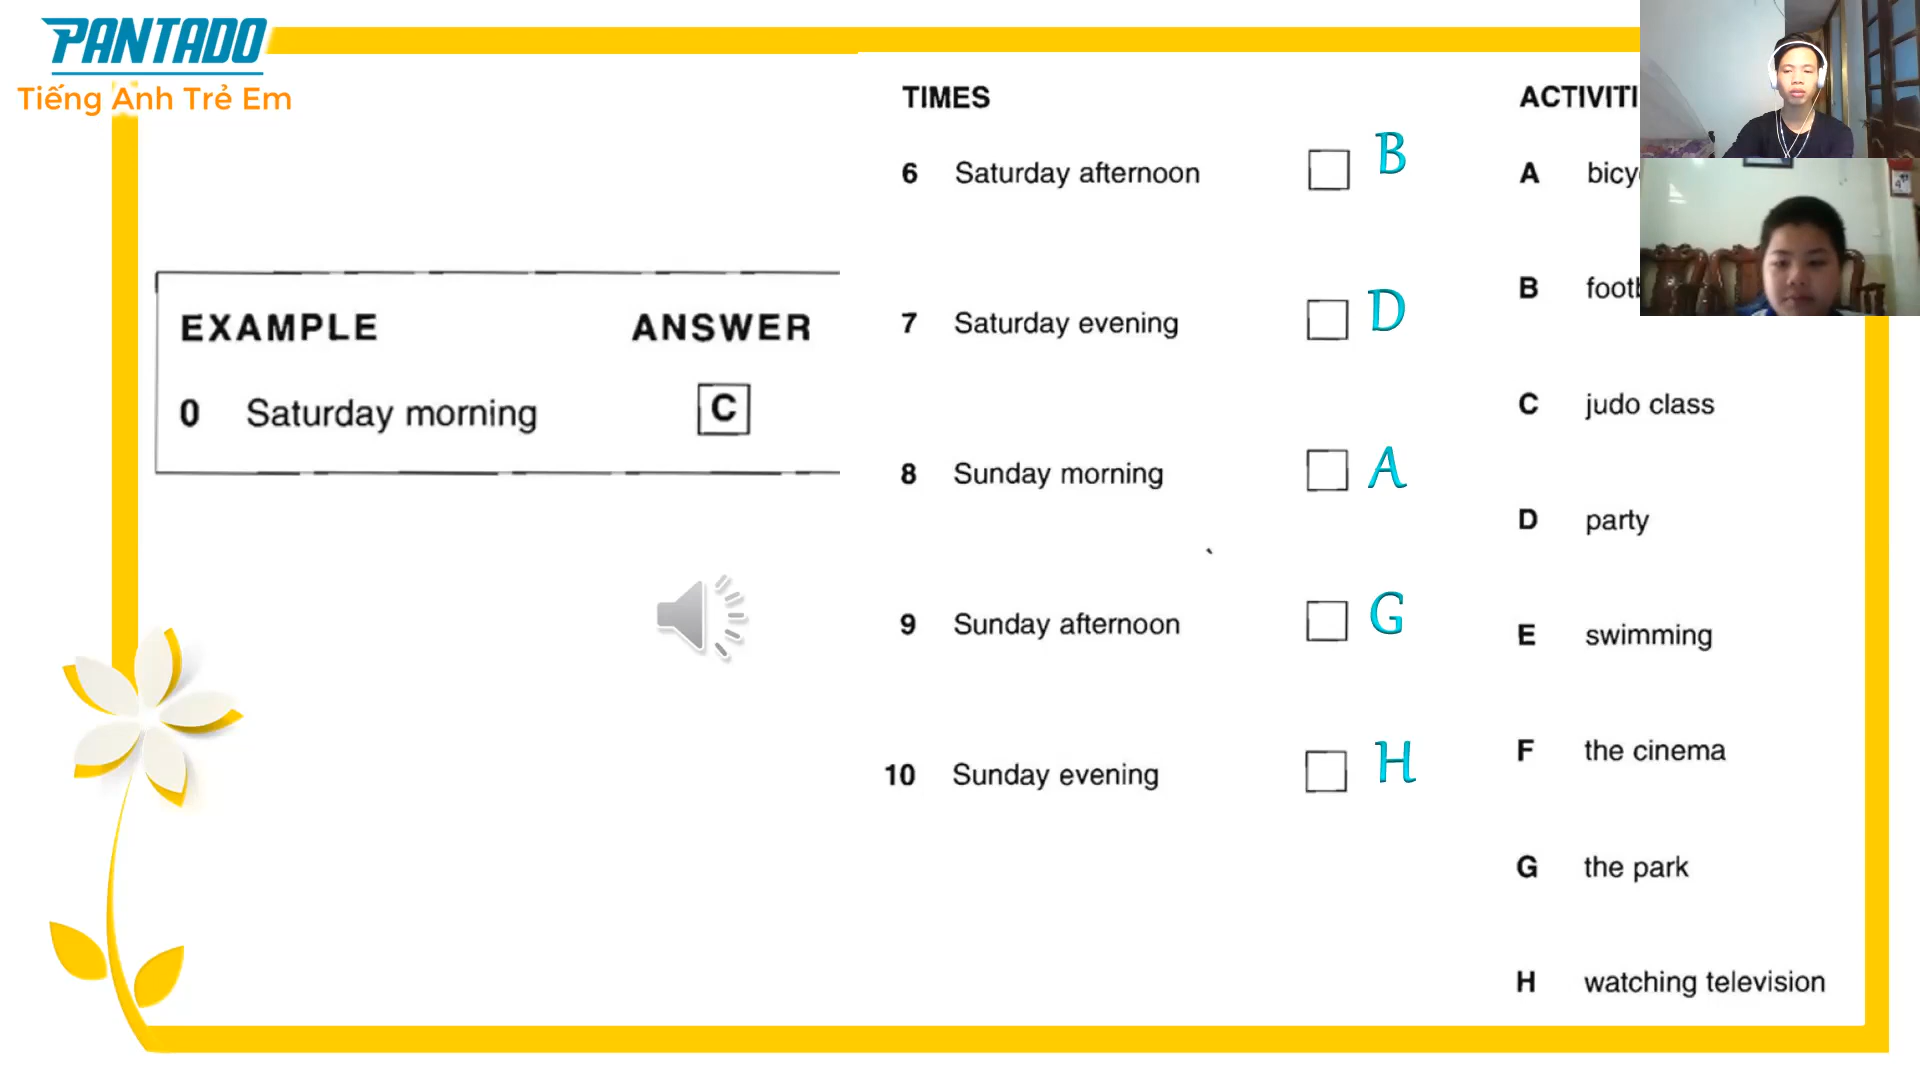 PANTADO
Tiếng Anh Trẻ Em
EXAMPLE ANSWER
0 Saturday morning C
TIMES
6 Saturday afternoon B
7 Saturday evening D
8 Sunday morning A
9 Sunday afternoon G
10 Sunday evening H
A
B
C judo class
D party
E swimming
F the cinema
G the park
H watching television